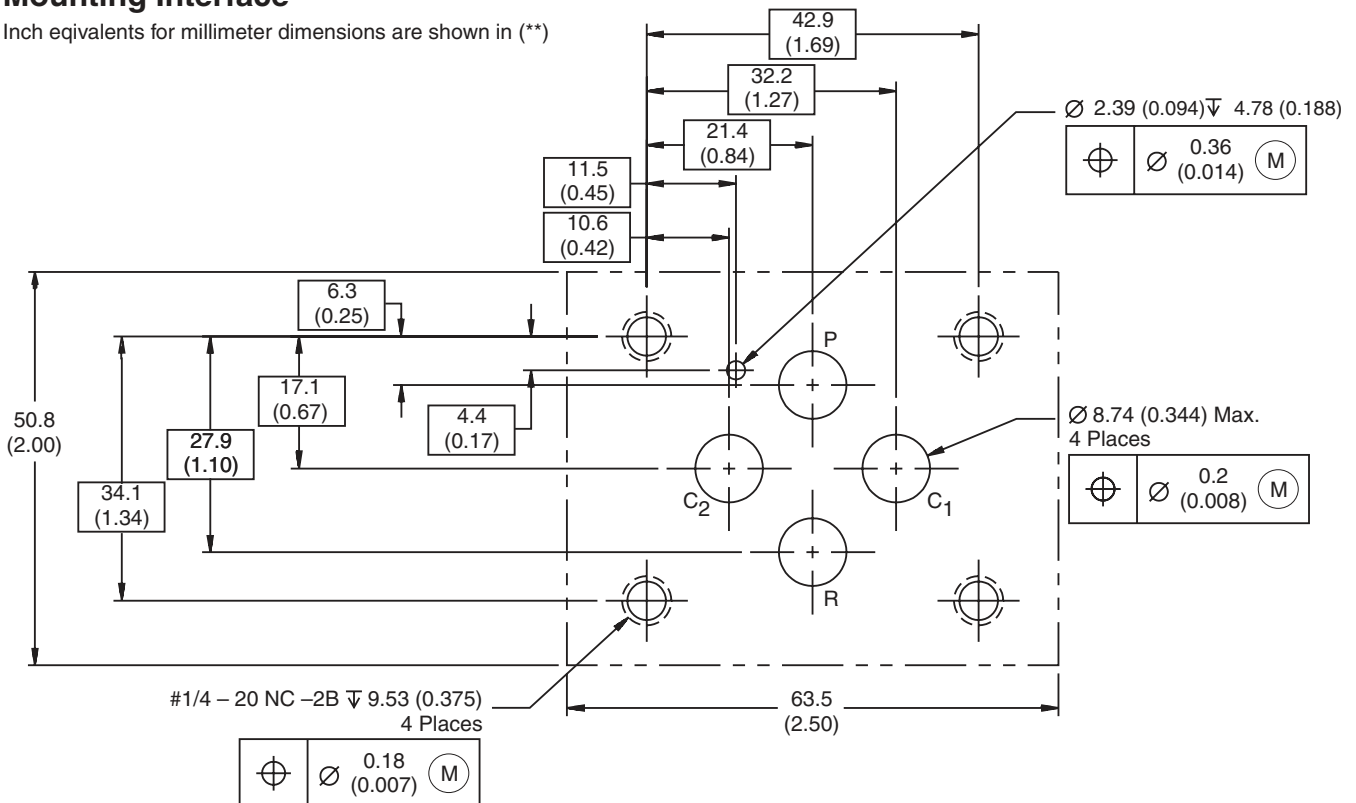 Mounting Interface
Inch eqivalents for millimeter dimensions are shown in (**)
42.9
(1.69)
32.2
(1.27)
21.4
(0.84)
11.5
(0.45)
10.6
(0.42)
Ø 2.39 (0.094) ↧ 4.78 (0.188)
⌖ Ø 0.36
(0.014) Ⓜ
6.3
(0.25)
P
17.1
(0.67)
4.4
(0.17)
50.8
(2.00)
27.9
(1.10)
34.1
(1.34)
Ø 8.74 (0.344) Max.
4 Places
⌖ Ø 0.2
(0.008) Ⓜ
C2
C1
R
#1/4 – 20 NC –2B ↧ 9.53 (0.375)
4 Places
⌖ Ø 0.18
(0.007) Ⓜ
63.5
(2.50)